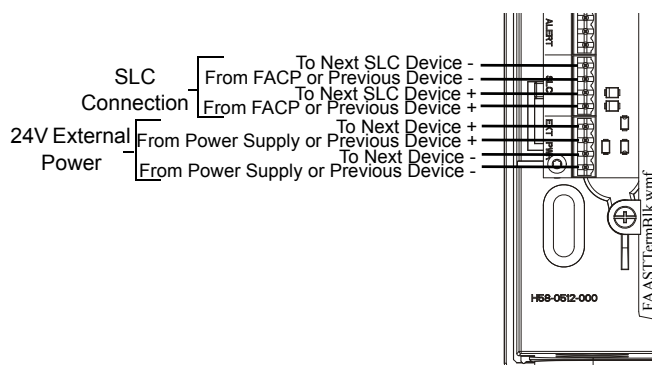 ALERT
SLC
EXT PWR
SLC
Connection
To Next SLC Device -
From FACP or Previous Device -
To Next SLC Device +
From FACP or Previous Device +
24V External
Power
To Next Device +
From Power Supply or Previous Device +
To Next Device -
From Power Supply or Previous Device -
H58-0512-000
FAASTTermBlk.wmf